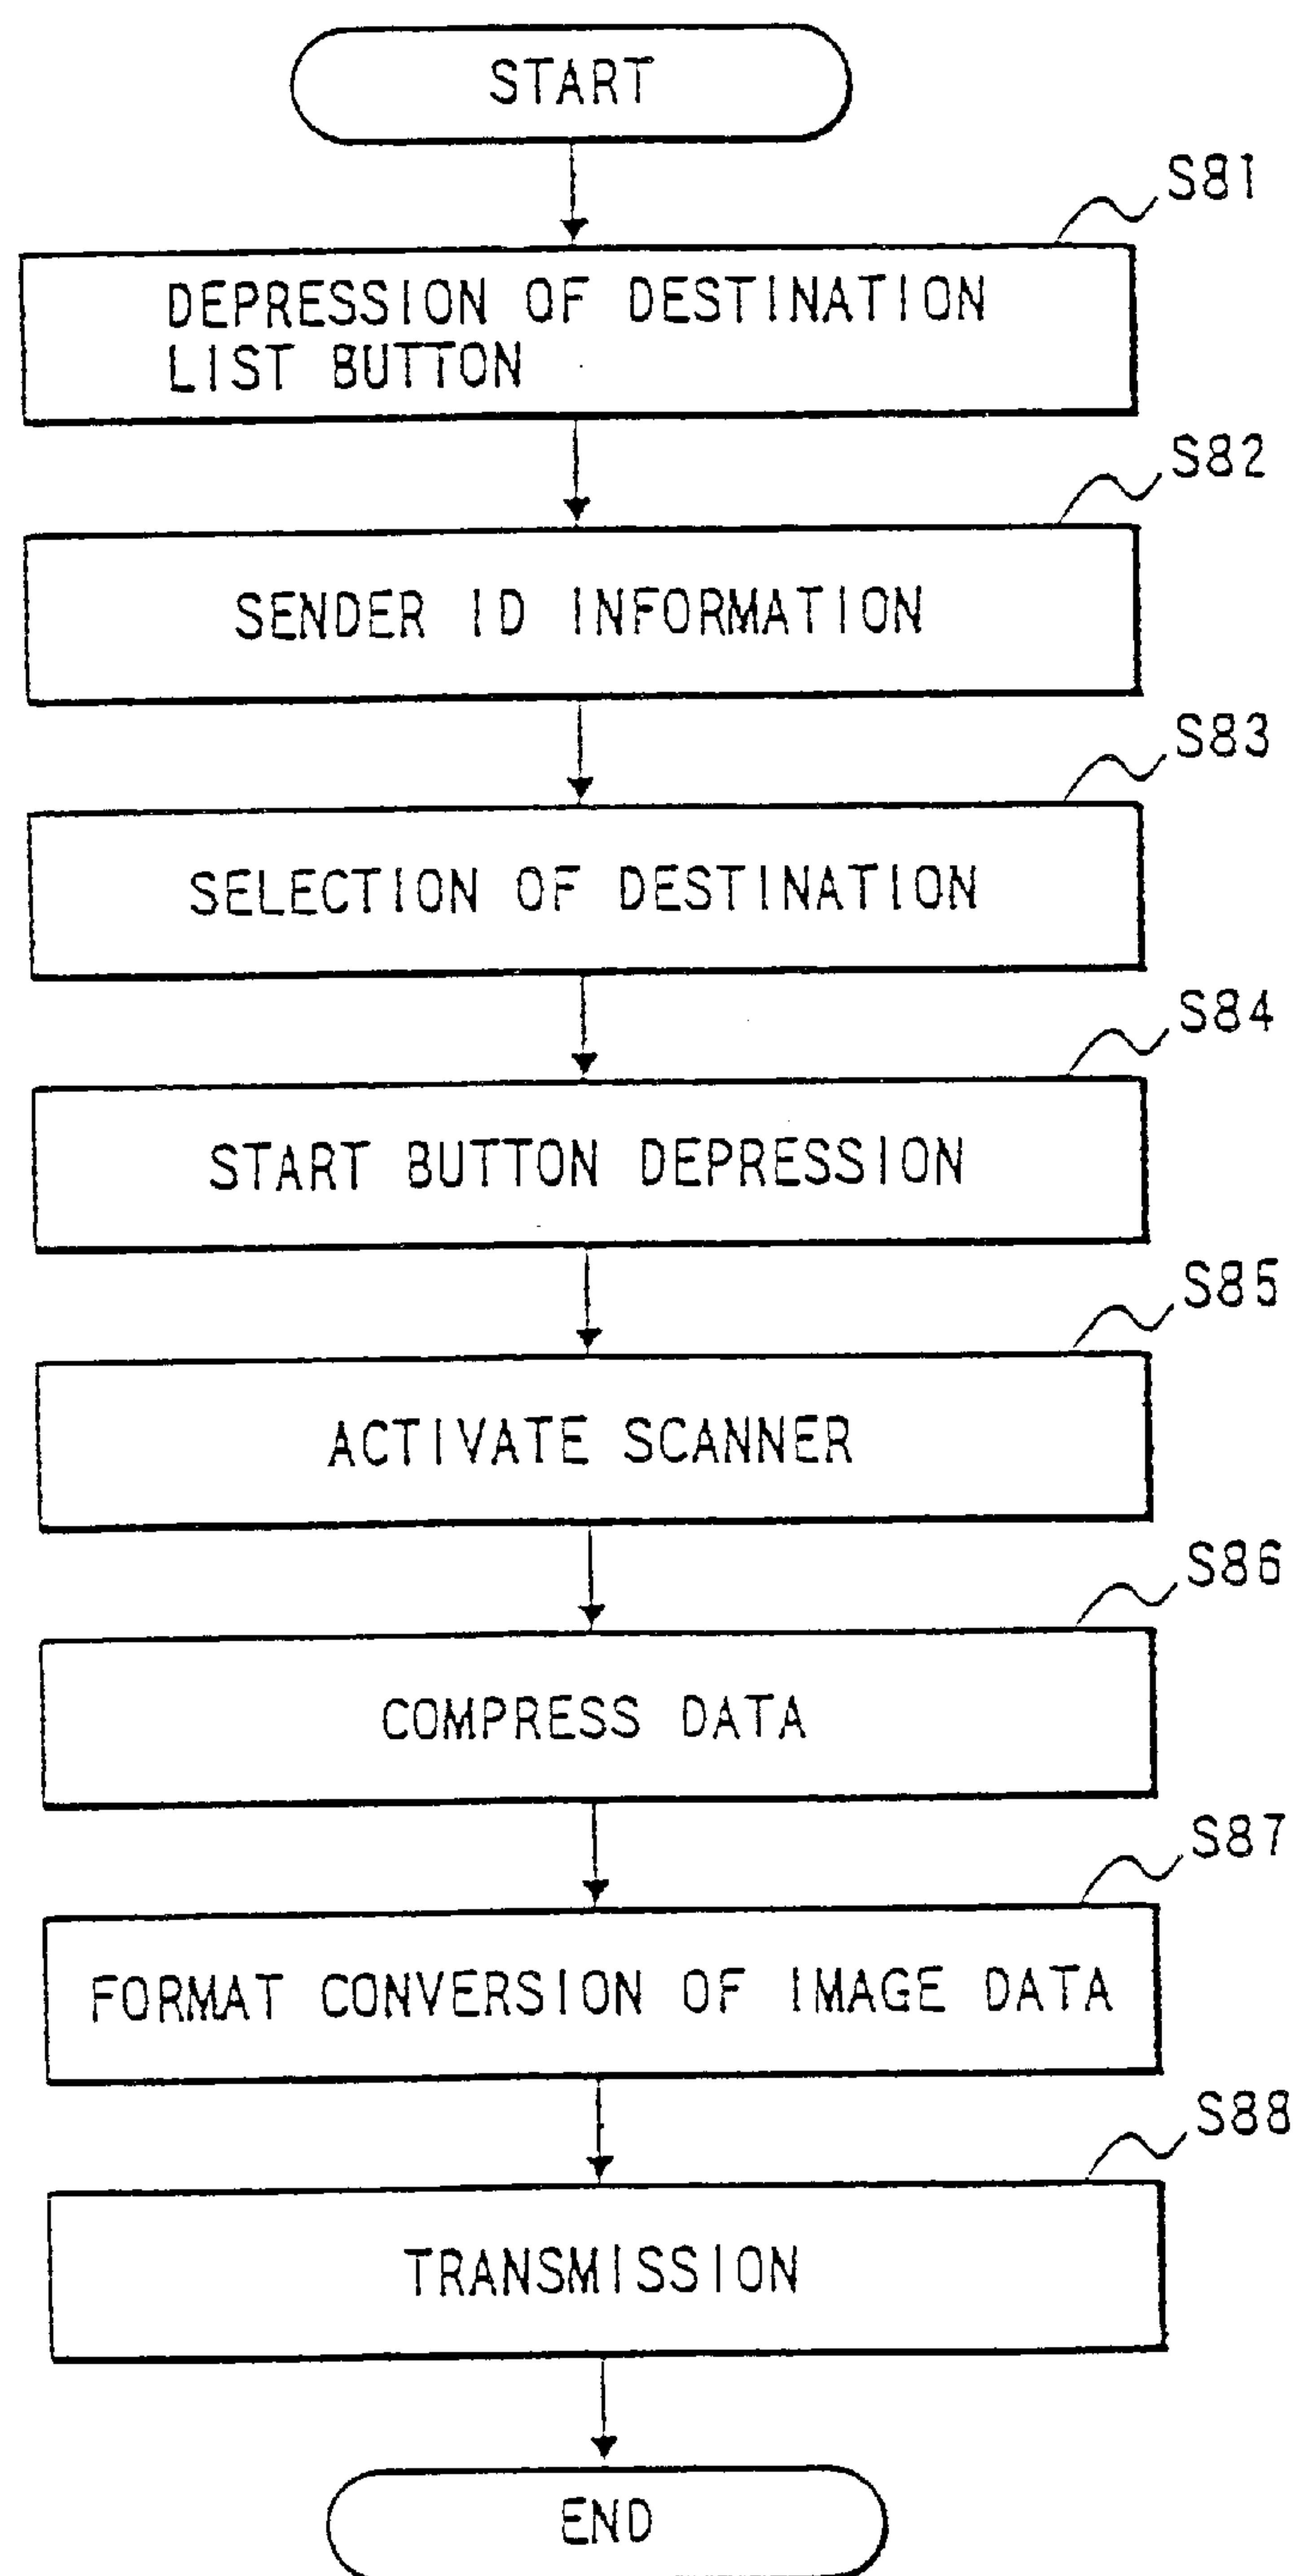 START
S81
DEPRESSION OF DESTINATION
LIST BUTTON
S82
SENDER ID INFORMATION
S83
SELECTION OF DESTINATION
S84
START BUTTON DEPRESSION
S85
ACTIVATE SCANNER
S86
COMPRESS DATA
S87
FORMAT CONVERSION OF IMAGE DATA
S88
TRANSMISSION
END